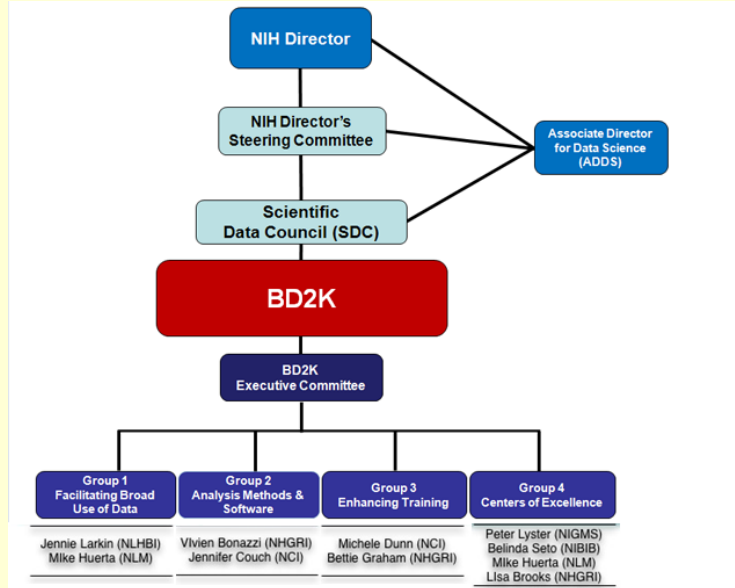 NIH Director
NIH Director's
Steering Committee
Associate Director
for Data Science
(ADDS)
Scientific
Data Council (SDC)
BD2K
BD2K
Executive Committee
Group 1
Facilitating Broad
Use of Data
Group 2
Analysis Methods &
Software
Group 3
Enhancing Training
Group 4
Centers of Excellence
Jennie Larkin (NLHBI)
MIke Huerta (NLM)
VIvien Bonazzi (NHGRI)
Jennifer Couch (NCI)
Michele Dunn (NCI)
Bettie Graham (NHGRI)
Peter Lyster (NIGMS)
Belinda Seto (NIBIB)
MIke Huerta (NLM)
LIsa Brooks (NHGRI)